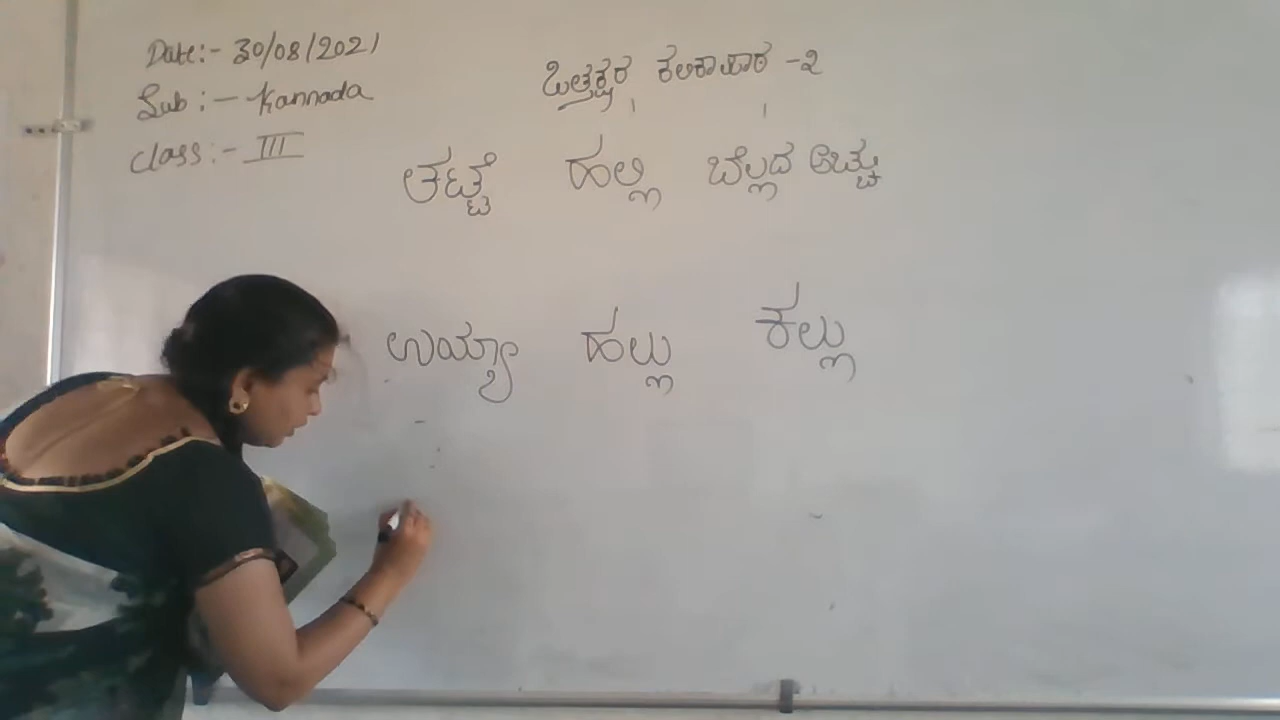 Date:- 30/08/2021
Sub :- Kannada
Class:- III
ಒತ್ತಕ್ಷರ ಕಲಿಕಾಪಾಠ -೨
ತಟ್ಟೆ ಹಲ್ಲಿ ಬೆಲ್ಲದ ಅಚ್ಚು
ಉಯ್ಯಾ ಹಲ್ಲು ಕಲ್ಲು